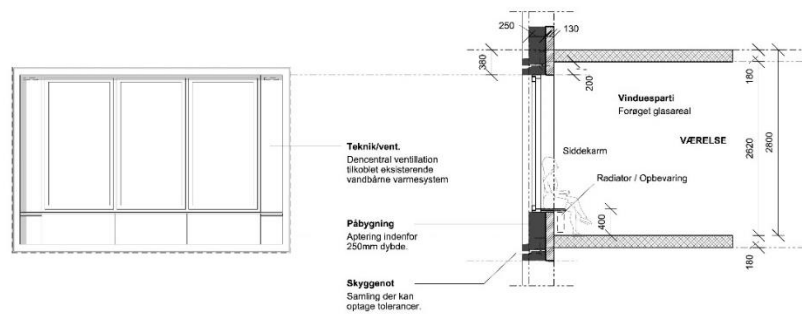 250
130
380
200
180
Vinduesparti
Forøget glasareal
VÆRELSE
2620
2800
Teknik/vent.
Dencentral ventillation
tilkoblet eksisterende
vandbårne varmesystem
Siddekarm
Radiator / Opbevaring
400
Påbygning
Aptering indenfor
250mm dybde.
180
Skyggenot
Samling der kan
optage tolerancer.